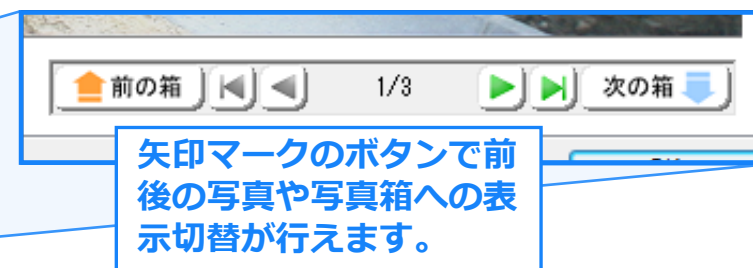 前の箱 1/3 次の箱
矢印マークのボタンで前
後の写真や写真箱への表
示切替が行えます。